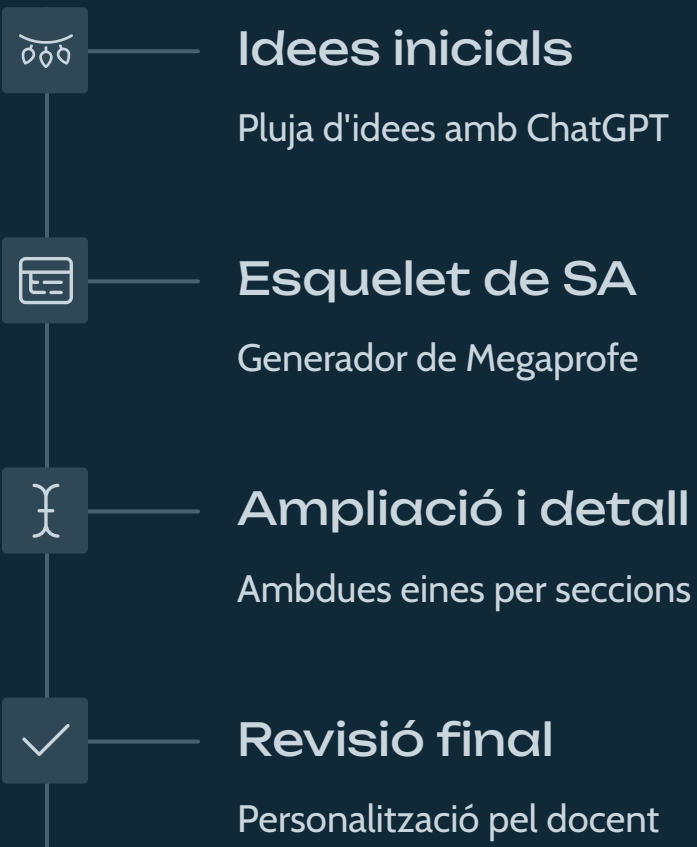 Idees inicials
Pluja d'idees amb ChatGPT
Esquelet de SA
Generador de Megaprofe
Ampliació i detall
Ambdues eines per seccions
Revisió final
Personalització pel docent